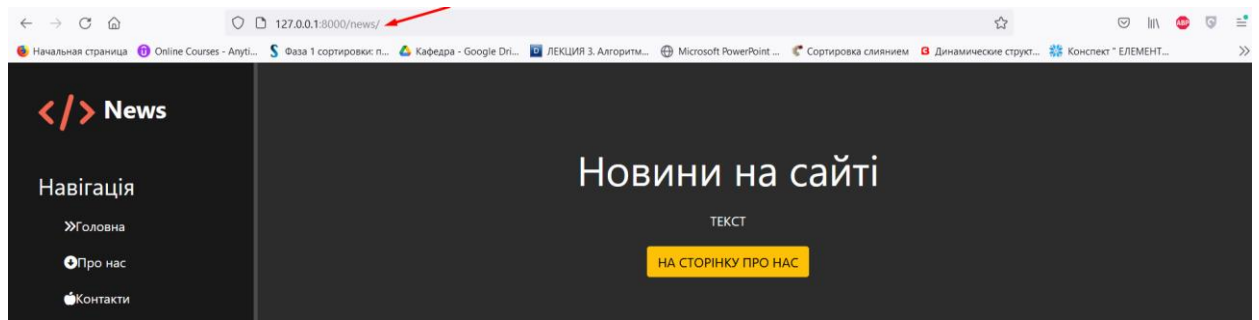 127.0.0.1:8000/news/
Начальная страница Online Courses - Anyti... Фаза 1 сортировки: п... Кафедра - Google Dri... ЛЕКЦИЯ 3. Алгоритм... Microsoft PowerPoint ... Сортировка слиянием Динамические структ... Конспект " ЕЛЕМЕНТ...
</> News
Новини на сайті
Навігація
ТЕКСТ
Головна
НА СТОРІНКУ ПРО НАС
Про нас
Контакти